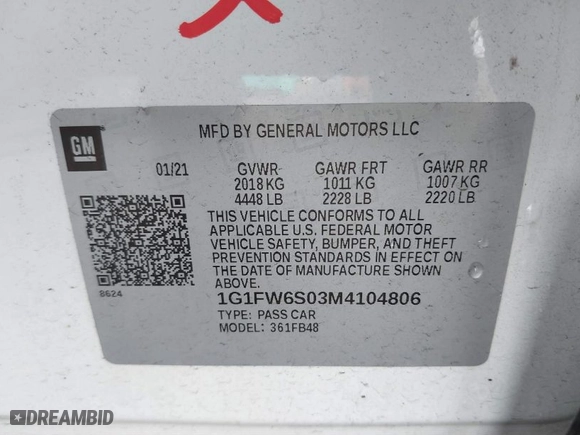 GM
MFD BY GENERAL MOTORS LLC
01/21 GVWR GAWR FRT GAWR RR
2018 KG 1011 KG 1007 KG
4448 LB 2228 LB 2220 LB
THIS VEHICLE CONFORMS TO ALL
APPLICABLE U.S. FEDERAL MOTOR
VEHICLE SAFETY, BUMPER, AND THEFT
PREVENTION STANDARDS IN EFFECT ON
THE DATE OF MANUFACTURE SHOWN
ABOVE.
8624
1G1FW6S03M4104806
TYPE: PASS CAR
MODEL: 361FB48
DREAMBID